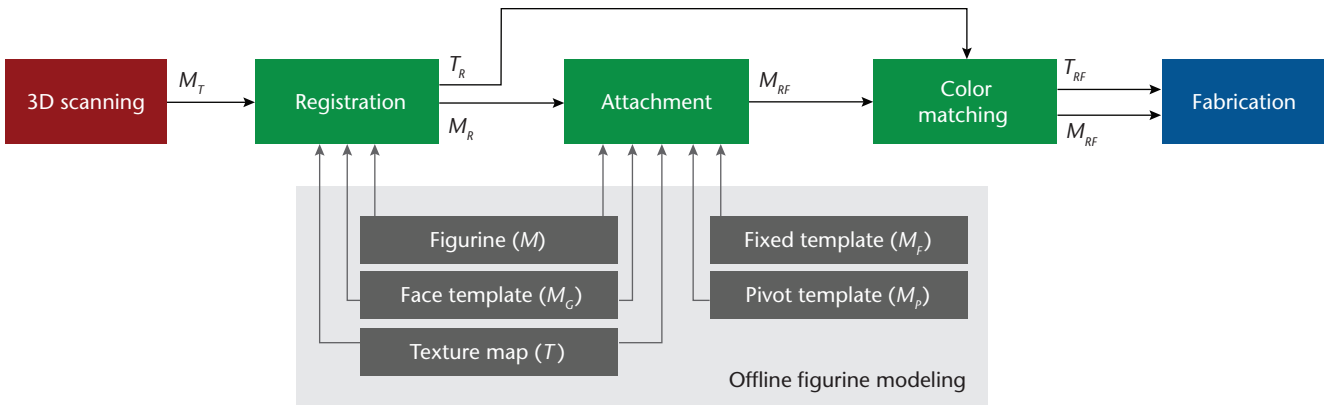 3D scanning
M_T
Registration
T_R
M_R
Attachment
M_RF
Color
matching
T_RF
M_RF
Fabrication
Figurine (M)
Face template (M_G)
Texture map (T)
Fixed template (M_F)
Pivot template (M_P)
Offline figurine modeling